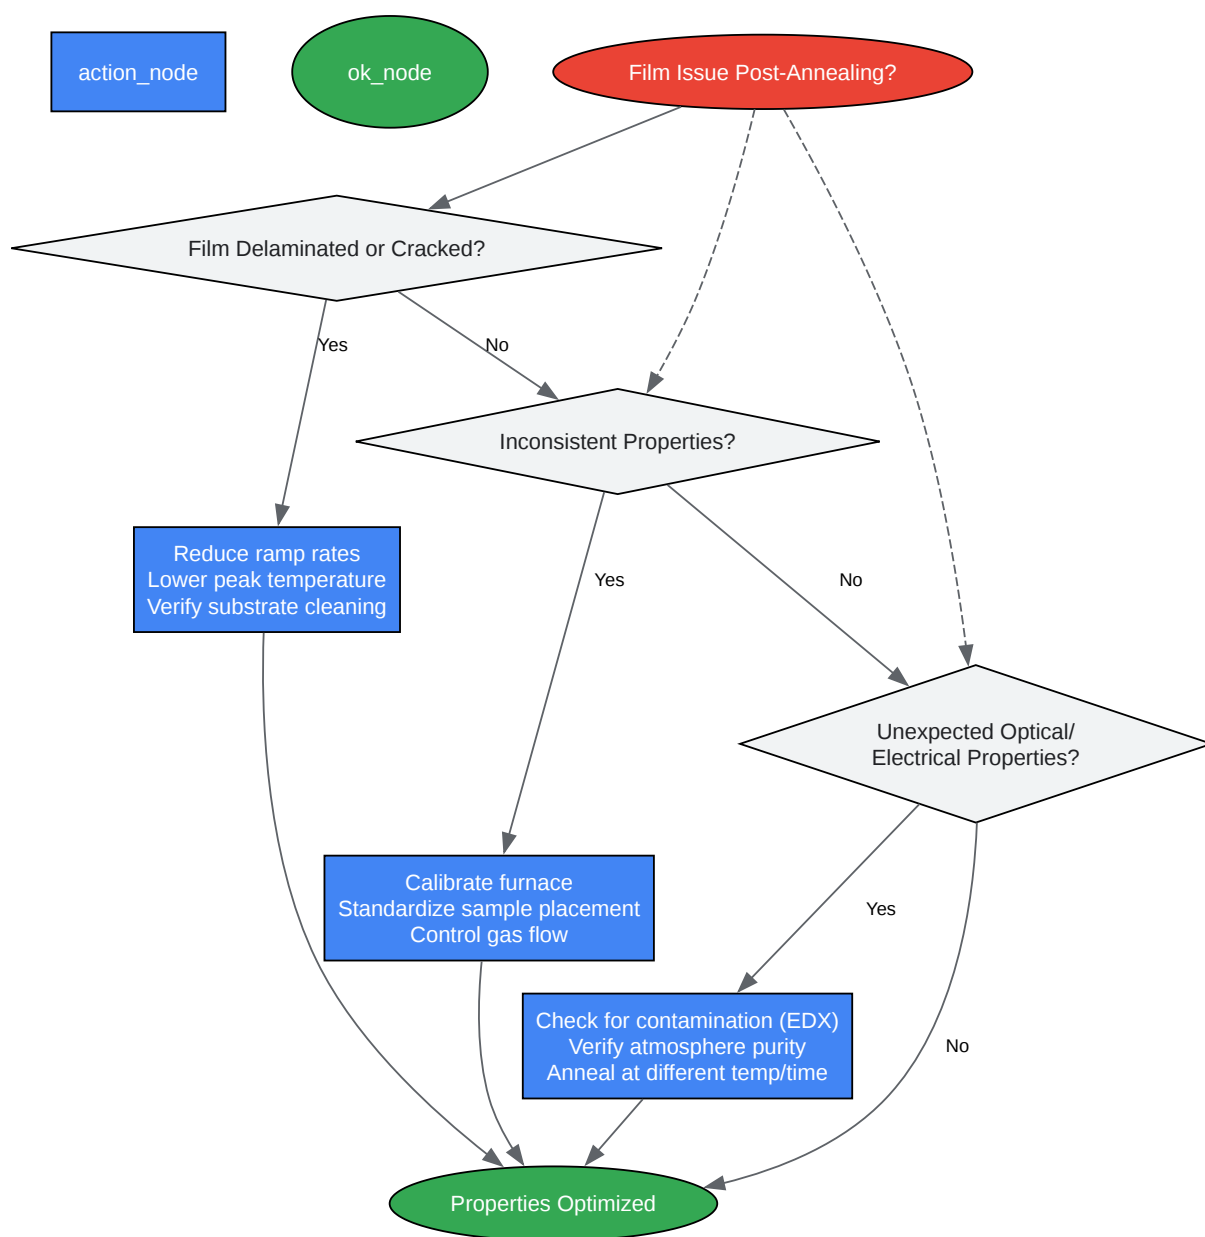 action_node
ok_node
Film Issue Post-Annealing?
Film Delaminated or Cracked?
Yes
No
Inconsistent Properties?
Reduce ramp rates
Lower peak temperature
Verify substrate cleaning
Yes
No
Unexpected Optical/
Electrical Properties?
Calibrate furnace
Standardize sample placement
Control gas flow
Yes
Check for contamination (EDX)
Verify atmosphere purity
Anneal at different temp/time
No
Properties Optimized